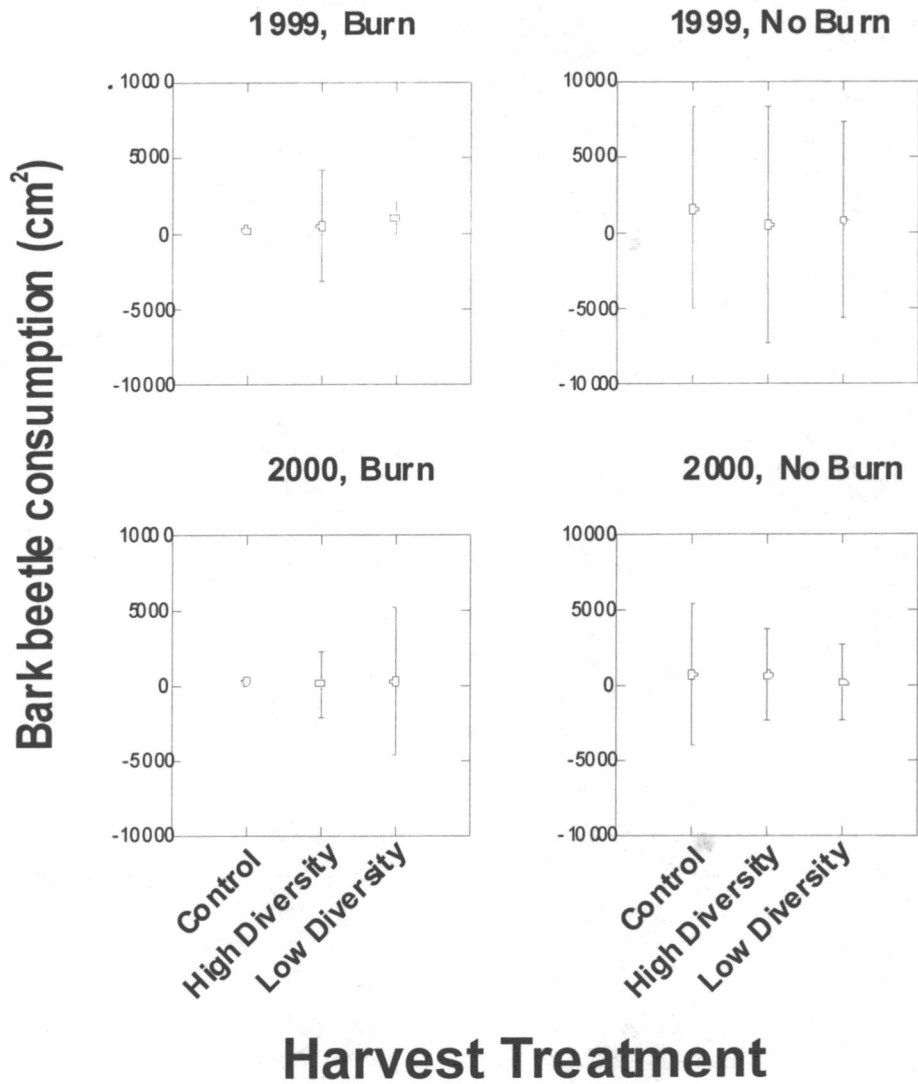 1999, Burn
1999, No Burn
Bark beetle consumption (cm²)
10000
5000
0
-5000
-10000
10000
5000
0
-5000
-10000
2000, Burn
2000, No Burn
10000
5000
0
-5000
-10000
10000
5000
0
-5000
-10000
Control
High Diversity
Low Diversity
Control
High Diversity
Low Diversity
Harvest Treatment